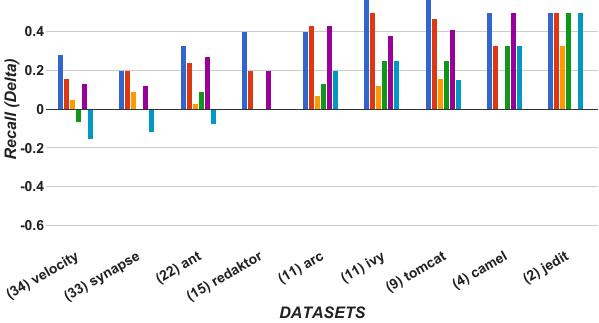 Recall (Delta)
0.4
0.2
0
-0.2
-0.4
-0.6
(34) velocity
(33) synapse
(22) ant
(15) redaktor
(11) arc
(11) ivy
(9) tomcat
(4) camel
(2) jedit
DATASETS